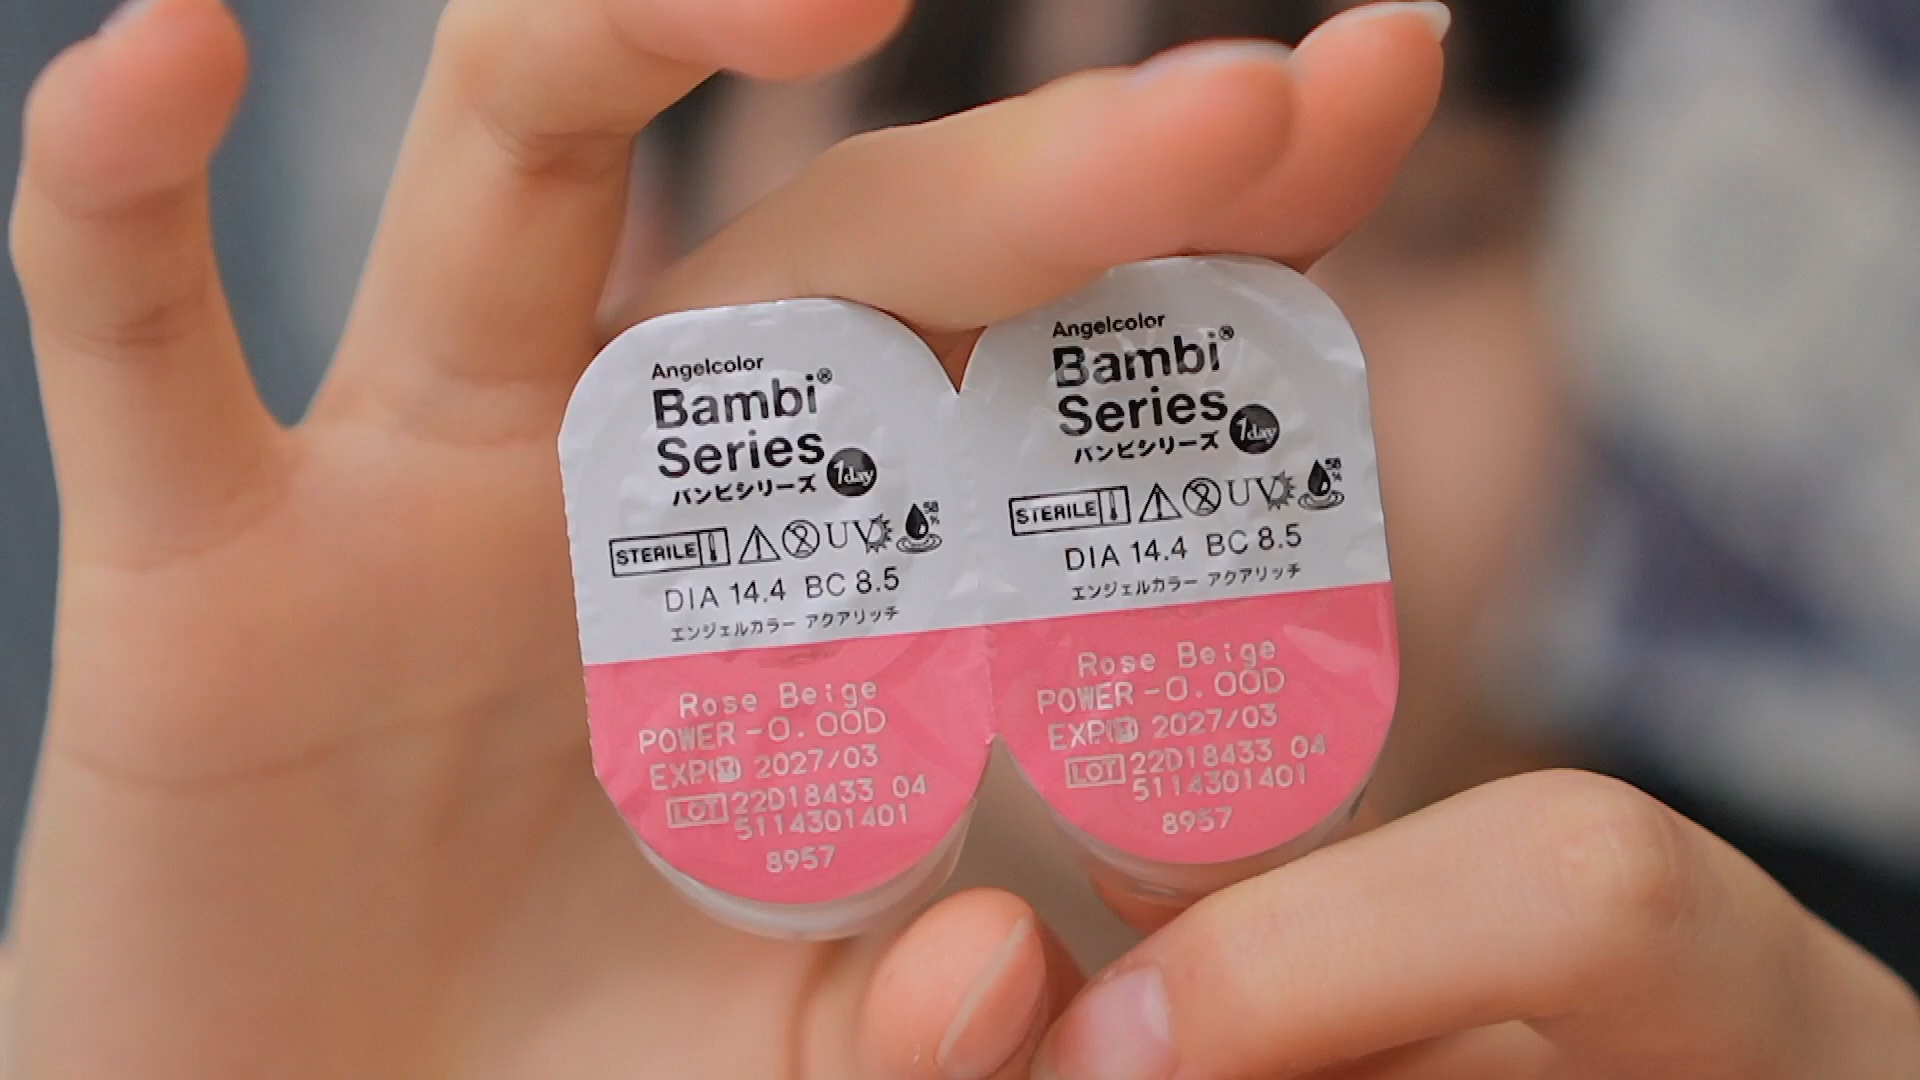 Angelcolor
Bambi®
Series
バンビシリーズ 1day
STERILE UV 58%
DIA 14.4 BC 8.5
エンジェルカラー アクアリッチ
Rose Beige
POWER -0.00D
EXP 2027/03
LOT 22D18433 04
5114301401
8957
Angelcolor
Bambi®
Series
バンビシリーズ 1day
STERILE UV 58%
DIA 14.4 BC 8.5
エンジェルカラー アクアリッチ
Rose Beige
POWER -0.00D
EXP 2027/03
LOT 22D18433 04
5114301401
8957